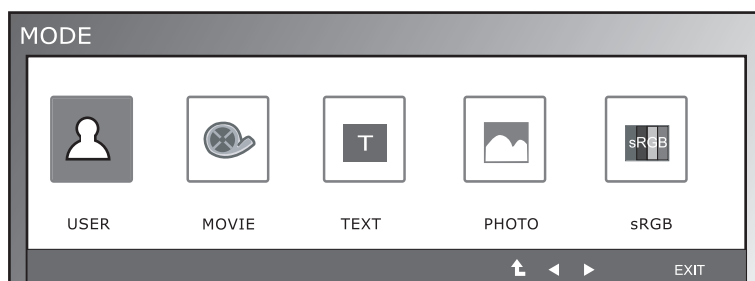 MODE
T
sRGB
USER MOVIE TEXT PHOTO sRGB
EXIT